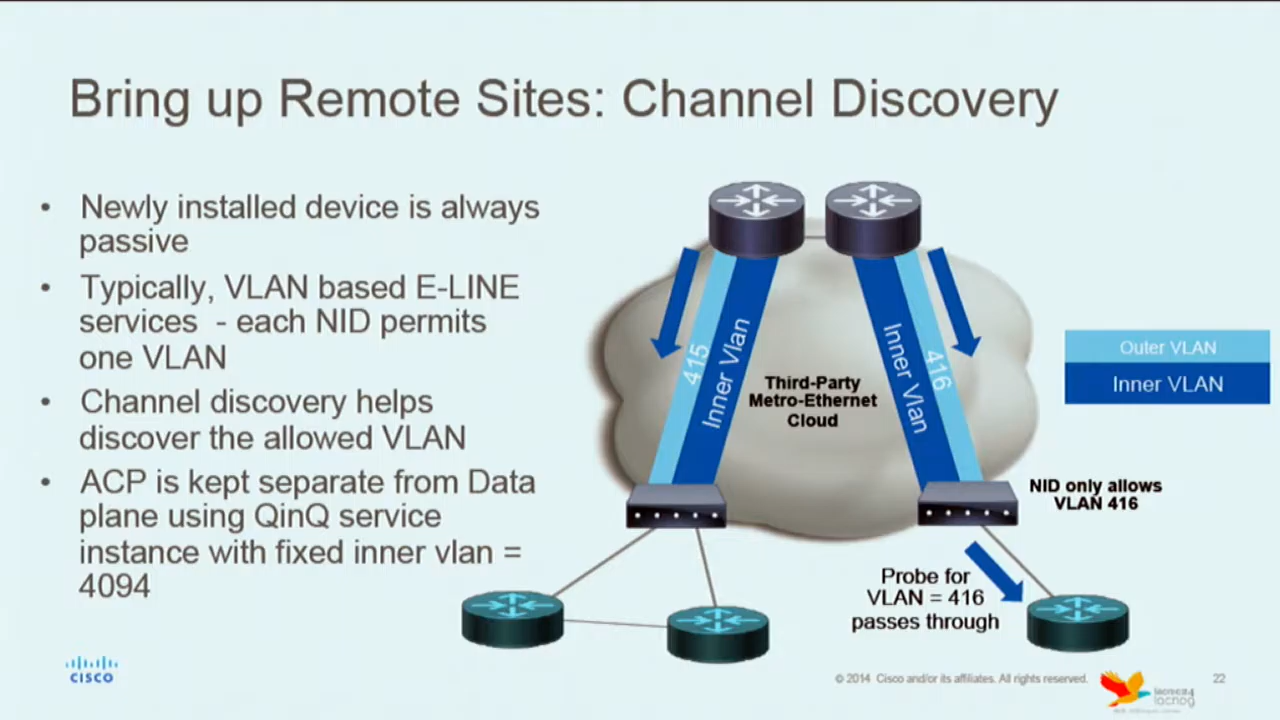 Bring up Remote Sites: Channel Discovery
• Newly installed device is always
passive
• Typically, VLAN based E-LINE
services - each NID permits
one VLAN
• Channel discovery helps
discover the allowed VLAN
• ACP is kept separate from Data
plane using QinQ service
instance with fixed inner vlan =
4094
415
Inner Vlan
Inner Vlan
416
Third-Party
Metro-Ethernet
Cloud
Outer VLAN
Inner VLAN
NID only allows
VLAN 416
Probe for
VLAN = 416
passes through
CISCO
© 2014 Cisco and/or its affiliates. All rights reserved.
22
lacnog